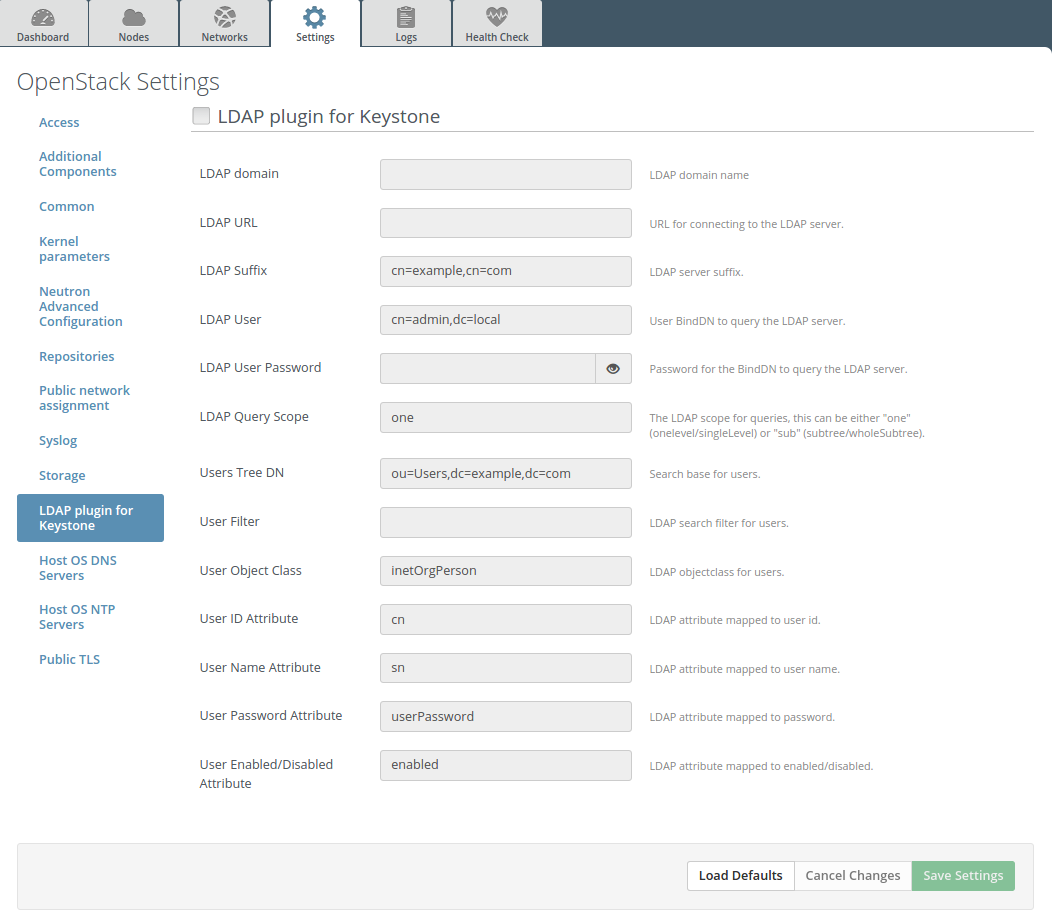 Dashboard
Nodes
Networks
Settings
Logs
Health Check
OpenStack Settings
Access
Additional
Components
Common
Kernel
parameters
Neutron
Advanced
Configuration
Repositories
Public network
assignment
Syslog
Storage
LDAP plugin for
Keystone
Host OS DNS
Servers
Host OS NTP
Servers
Public TLS
LDAP plugin for Keystone
LDAP domain
LDAP domain name
LDAP URL
URL for connecting to the LDAP server.
LDAP Suffix
cn=example,cn=com
LDAP server suffix.
LDAP User
cn=admin,dc=local
User BindDN to query the LDAP server.
LDAP User Password
Password for the BindDN to query the LDAP server.
LDAP Query Scope
one
The LDAP scope for queries, this can be either "one"
(onelevel/singleLevel) or "sub" (subtree/wholeSubtree).
Users Tree DN
ou=Users,dc=example,dc=com
Search base for users.
User Filter
LDAP search filter for users.
User Object Class
inetOrgPerson
LDAP objectclass for users.
User ID Attribute
cn
LDAP attribute mapped to user id.
User Name Attribute
sn
LDAP attribute mapped to user name.
User Password Attribute
userPassword
LDAP attribute mapped to password.
User Enabled/Disabled
Attribute
enabled
LDAP attribute mapped to enabled/disabled.
Load Defaults
Cancel Changes
Save Settings